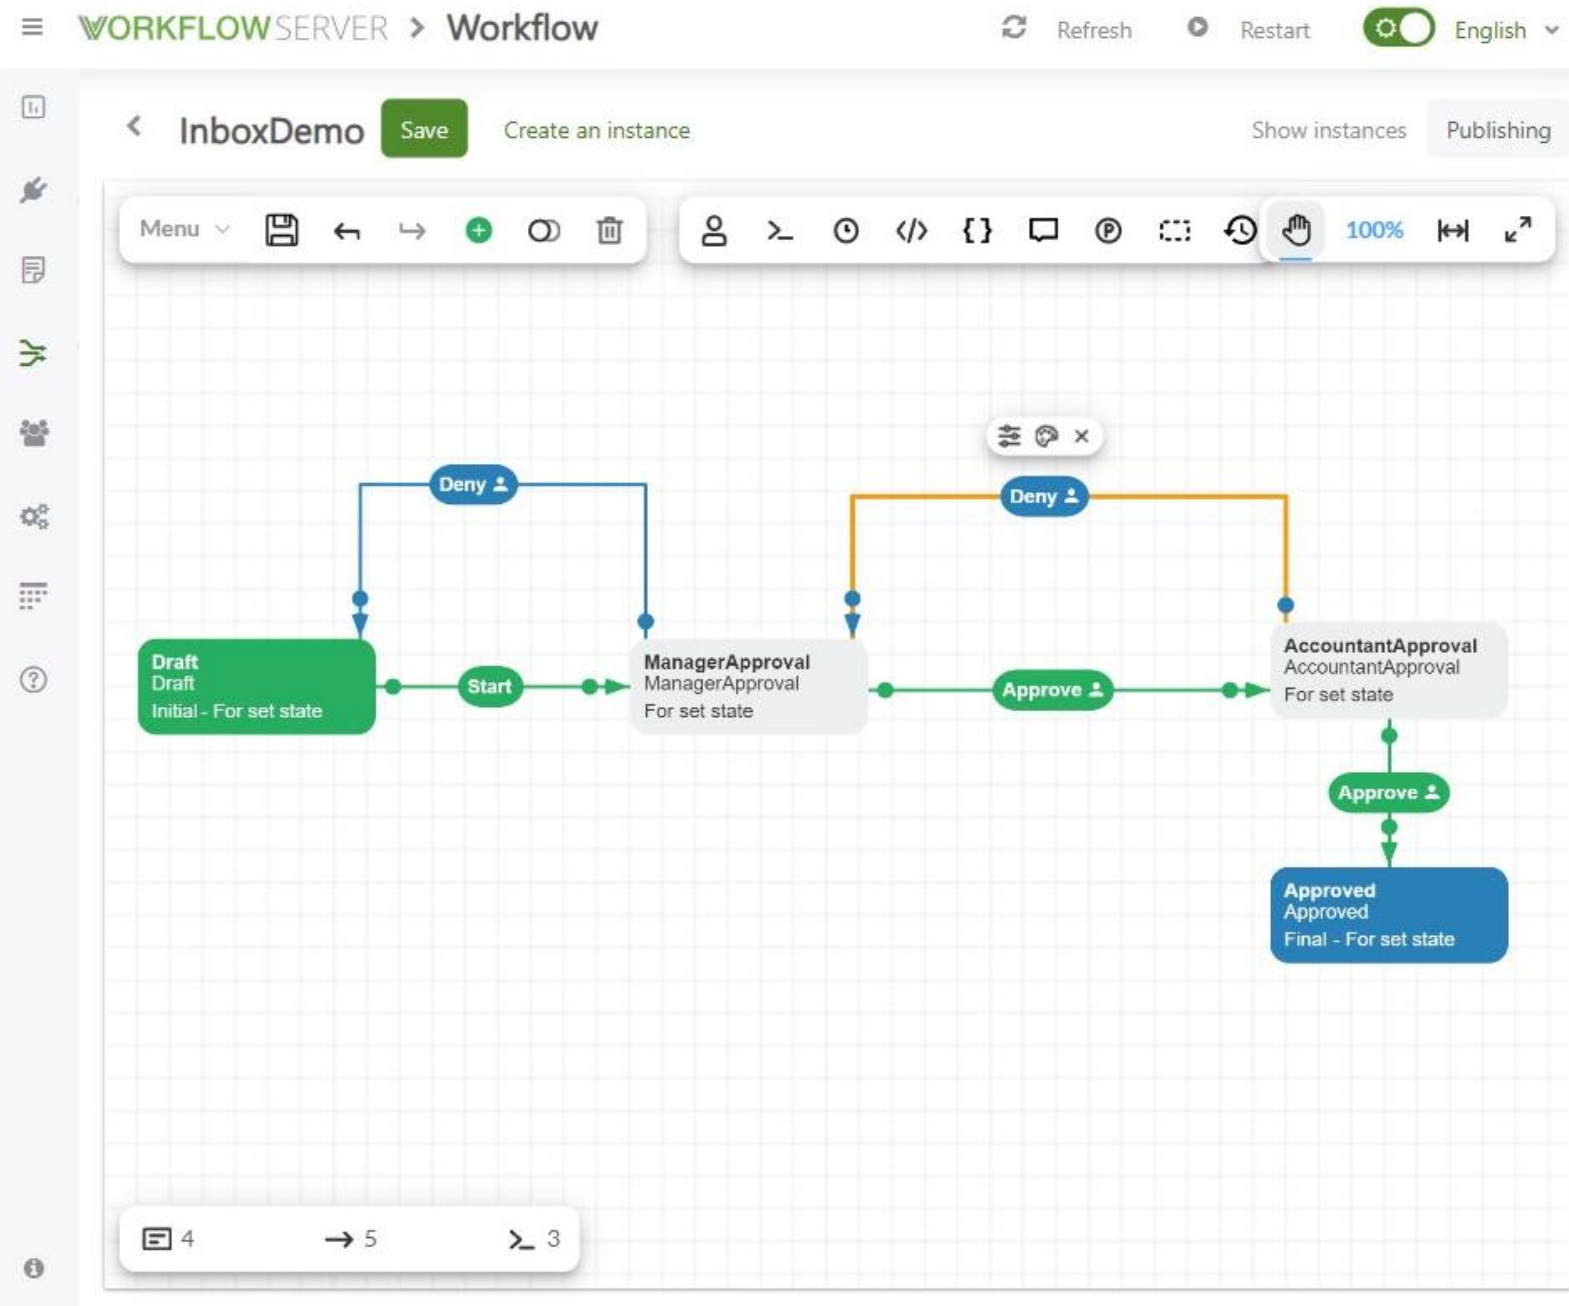 WORKFLOWSERVER > Workflow
Refresh
Restart
English
InboxDemo
Save
Create an instance
Show instances
Publishing
Menu
100%
Deny
Deny
Draft
Draft
Initial - For set state
Start
ManagerApproval
ManagerApproval
For set state
Approve
AccountantApproval
AccountantApproval
For set state
Approve
Approved
Approved
Final - For set state
4
5
3